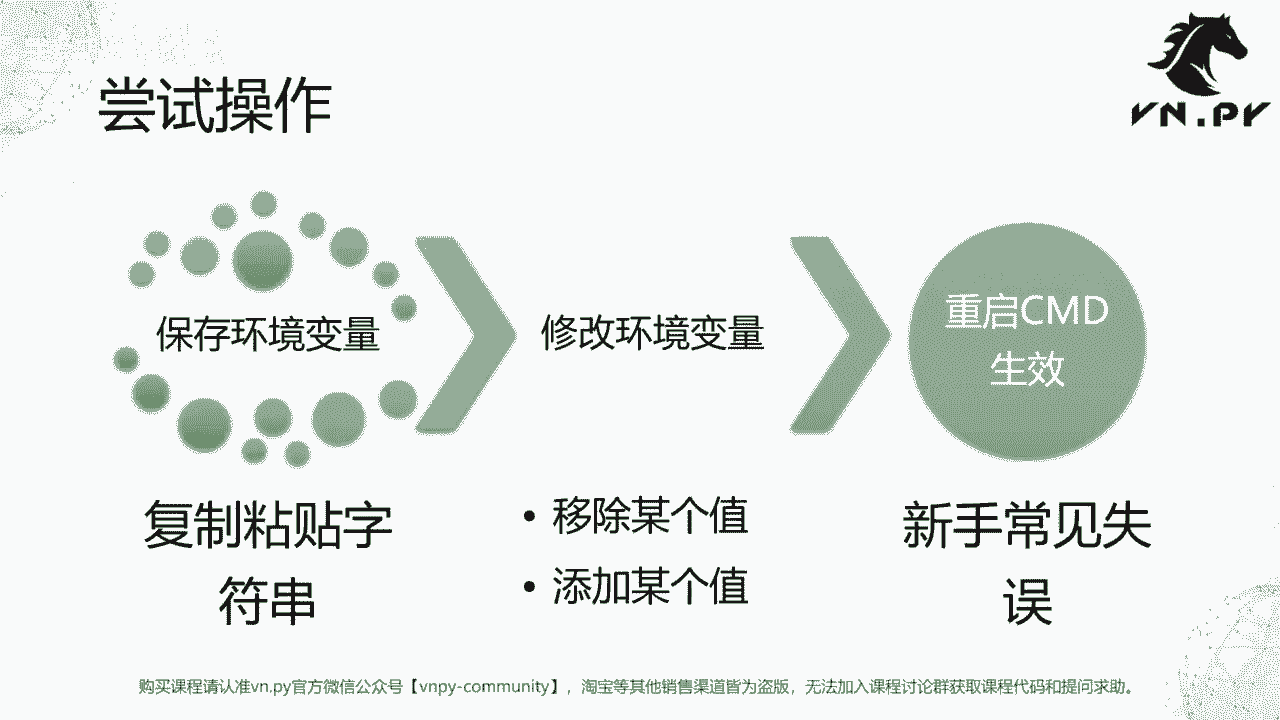 尝试操作
VN.PY
保存环境变量
修改环境变量
重启CMD
生效
复制粘贴字
符串
• 移除某个值
• 添加某个值
新手常见失
误
购买课程请认准vn.py官方微信公众号【vnpy-community】，淘宝等其他销售渠道皆为盗版，无法加入课程讨论群获取课程代码和提问求助。